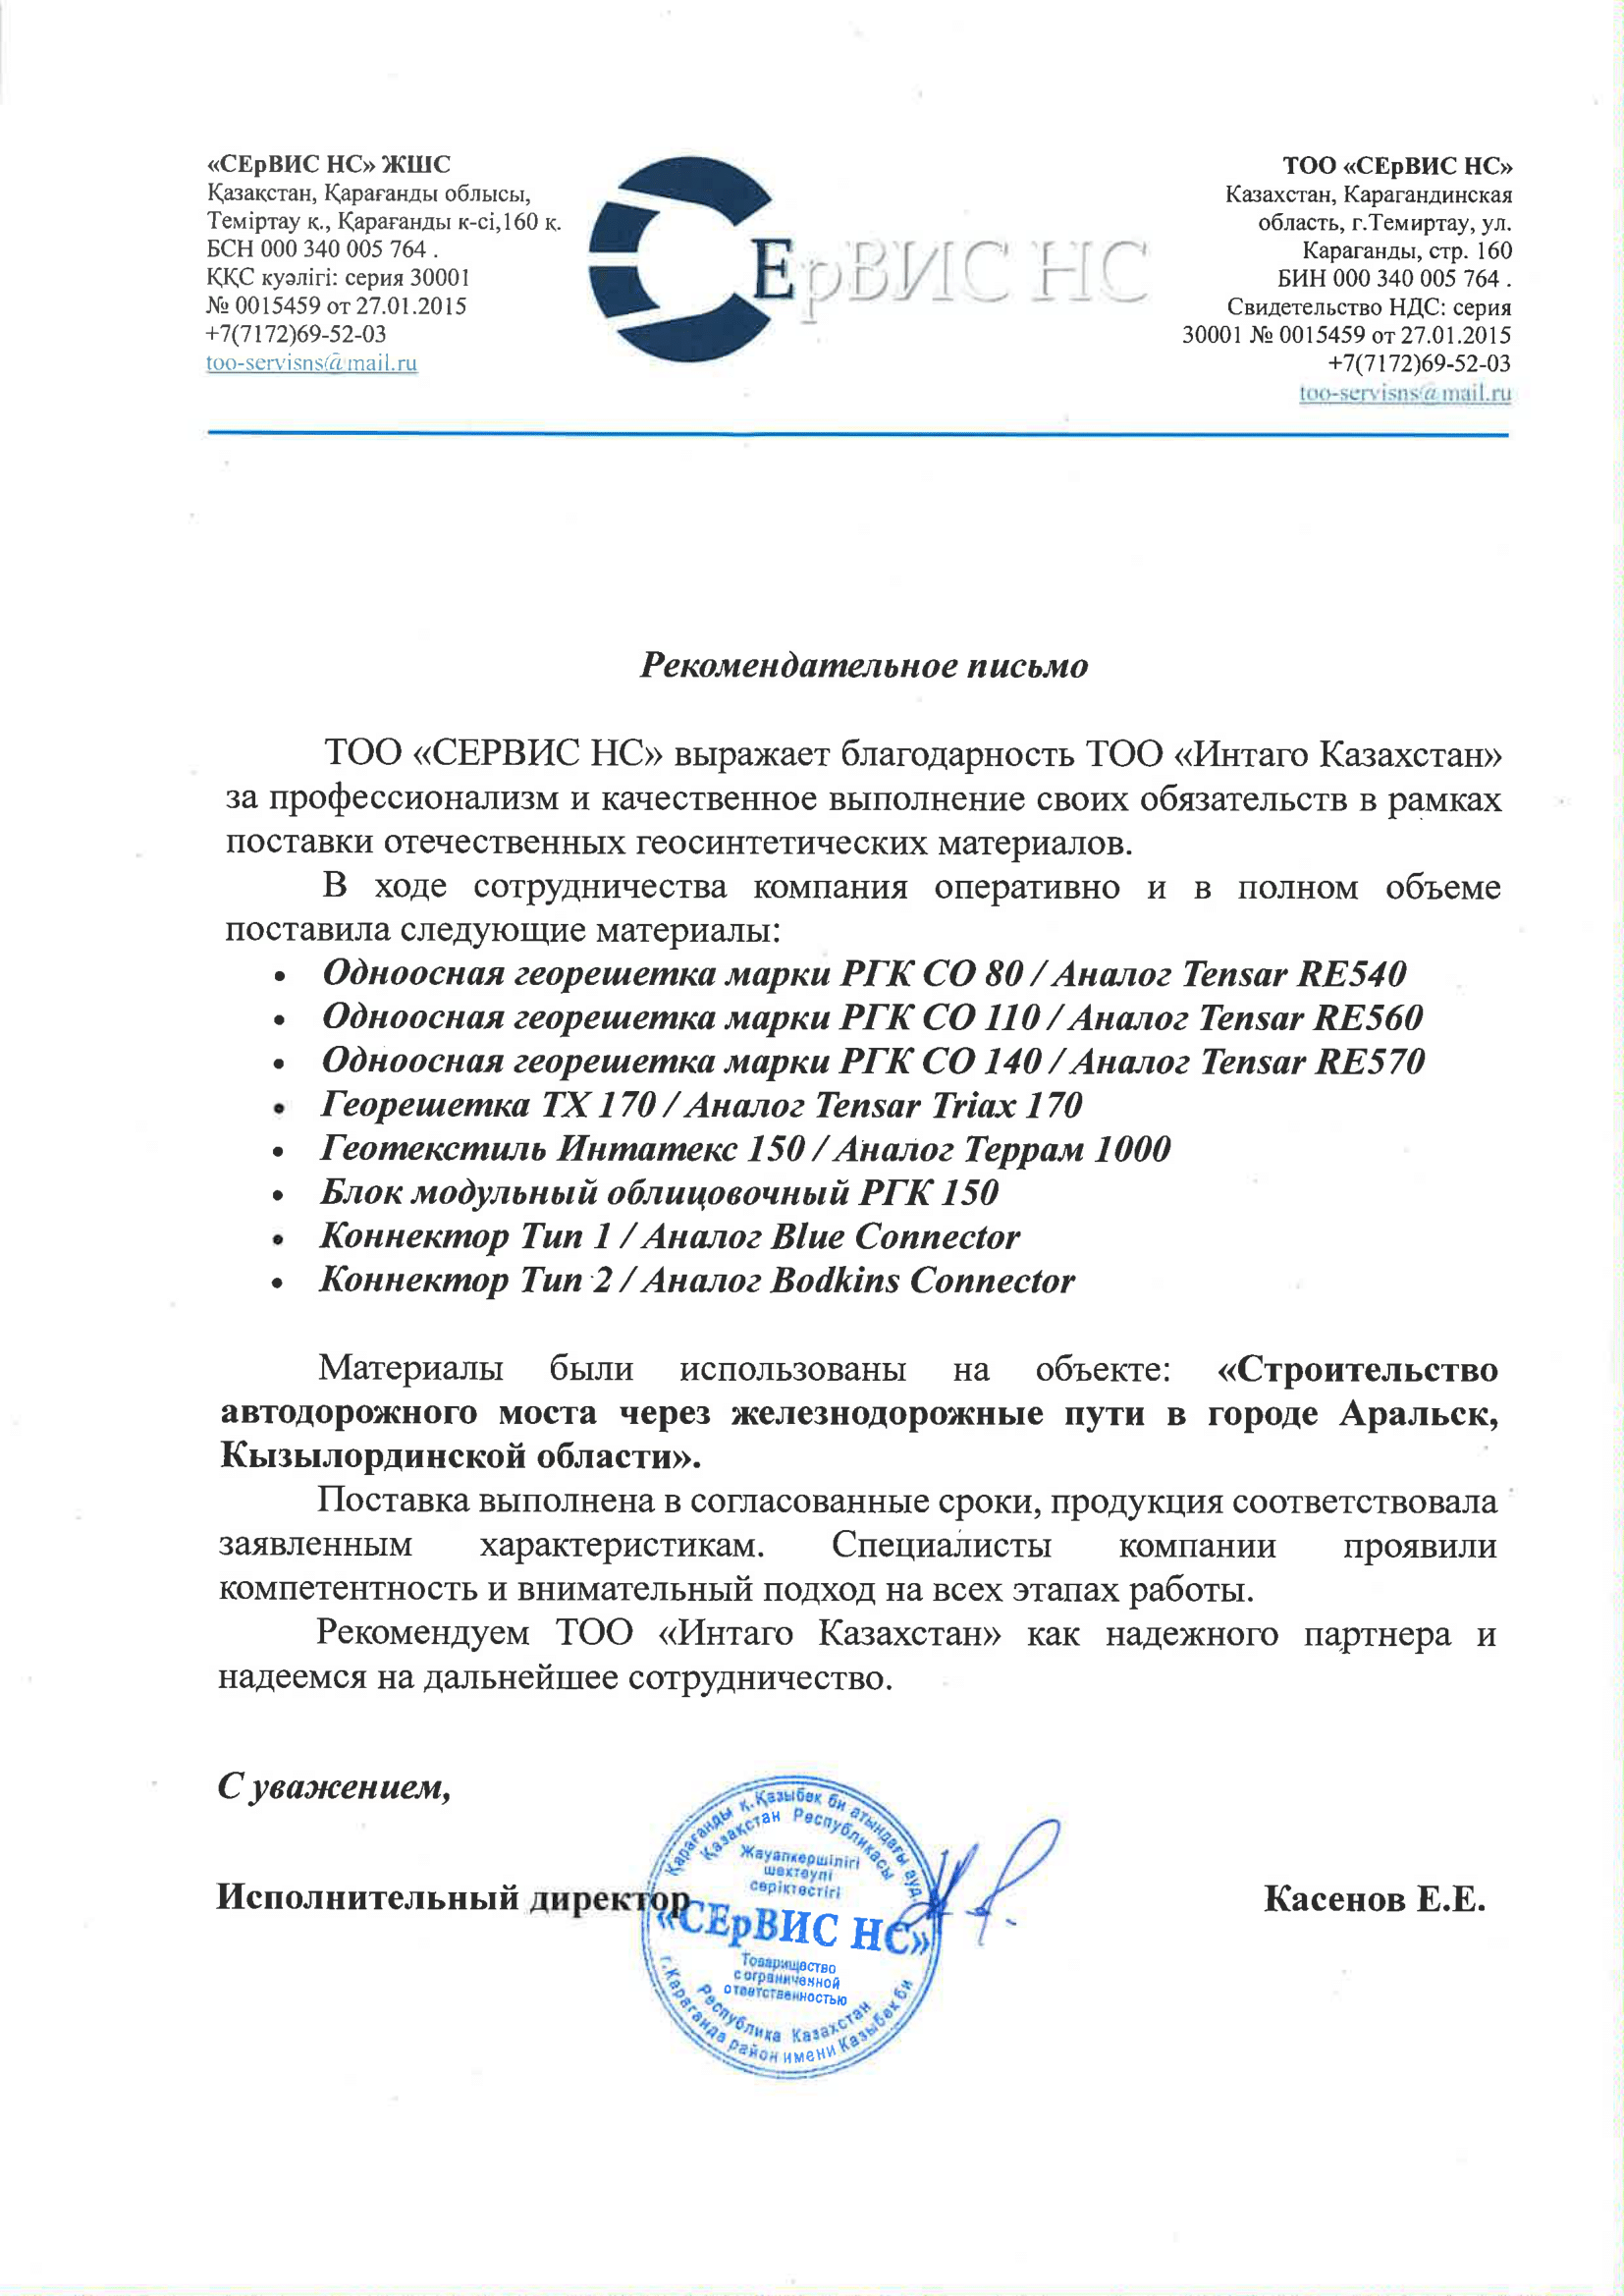 «СЕрВИС НС» ЖШС
Қазақстан, Қарағанды облысы,
Теміртау қ., Қарағанды к-сі,160 қ.
БСН 000 340 005 764 .
ҚҚС куәлігі: серия 30001
№ 0015459 от 27.01.2015
+7(7172)69-52-03
too-servisns@mail.ru
СЕрВИС НС
ТОО «СЕрВИС НС»
Казахстан, Карагандинская
область, г.Темиртау, ул.
Караганды, стр. 160
БИН 000 340 005 764 .
Свидетельство НДС: серия
30001 № 0015459 от 27.01.2015
+7(7172)69-52-03
too-servisns@mail.ru
Рекомендательное письмо
ТОО «СЕРВИС НС» выражает благодарность ТОО «Интаго Казахстан»
за профессионализм и качественное выполнение своих обязательств в рамках
поставки отечественных геосинтетических материалов.
В ходе сотрудничества компания оперативно и в полном объеме
поставила следующие материалы:
• Одноосная георешетка марки РГК СО 80 / Аналог Tensar RE540
• Одноосная георешетка марки РГК СО 110 / Аналог Tensar RE560
• Одноосная георешетка марки РГК СО 140 / Аналог Tensar RE570
• Георешетка ТХ 170 / Аналог Tensar Triax 170
• Геотекстиль Интатекс 150 / Аналог Террам 1000
• Блок модульный облицовочный РГК 150
• Коннектор Тип 1 / Аналог Blue Connector
• Коннектор Тип 2 / Аналог Bodkins Connector
Материалы были использованы на объекте: «Строительство
автодорожного моста через железнодорожные пути в городе Аральск,
Кызылординской области».
Поставка выполнена в согласованные сроки, продукция соответствовала
заявленным характеристикам. Специалисты компании проявили
компетентность и внимательный подход на всех этапах работы.
Рекомендуем ТОО «Интаго Казахстан» как надежного партнера и
надеемся на дальнейшее сотрудничество.
С уважением,
Исполнительный директор
Касенов Е.Е.
Қарағанды қ.Қазыбек би атындағы ауд.
Қазақстан Республикасы
Жауапкершілігі
шектеулі
серіктестігі
«СЕрВИС НС»
Товарищество
с ограниченной
ответственностью
Республика Казахстан
г.Караганда район имени Казыбек би